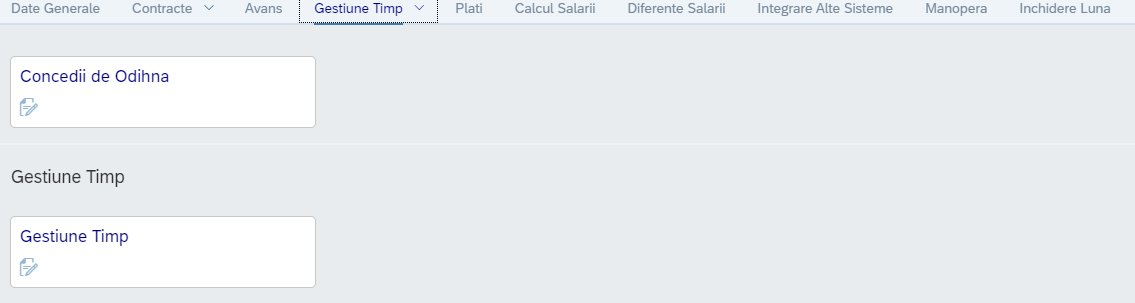 Date Generale Contracte Avans Gestiune Timp Plati Calcul Salarii Diferente Salarii Integrare Alte Sisteme Manopera Inchidere Luna
Concedii de Odihna
Gestiune Timp
Gestiune Timp